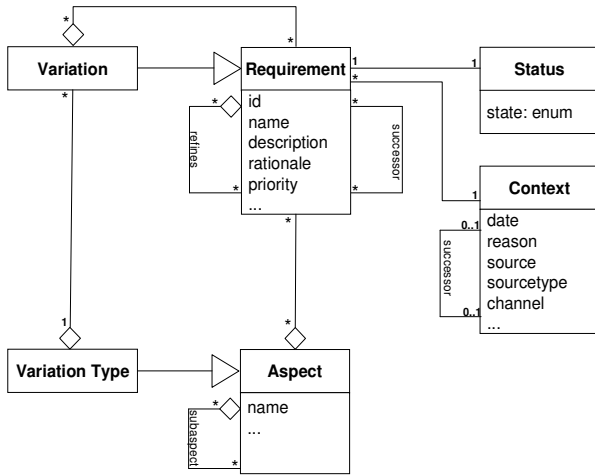 * *
Variation
Requirement
1 1
Status
*
*
id
name
description
rationale
priority
...
* *
refines
* *
successor
state: enum
1
Context
date
reason
source
sourcetype
channel
...
0..1
successor
0..1
*
1
*
Variation Type
Aspect
name
...
*
subaspect
*